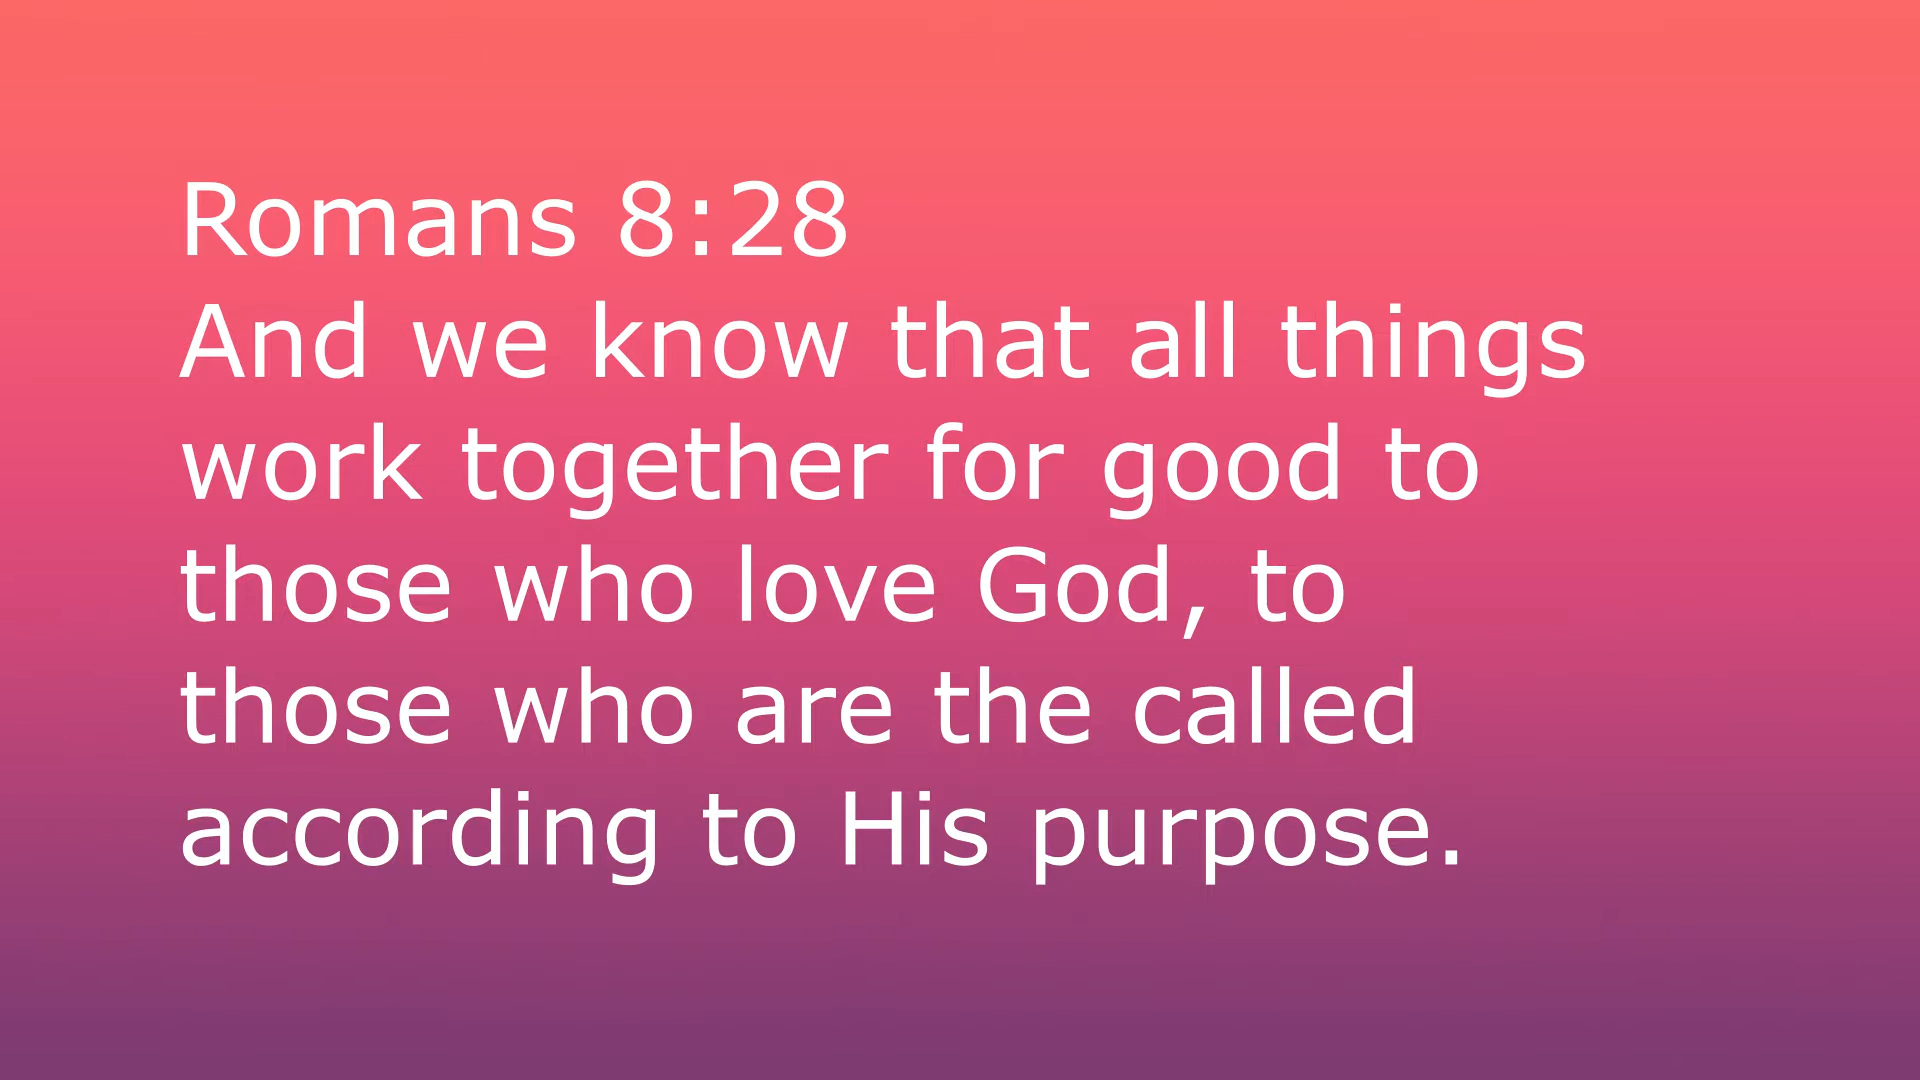 Romans 8:28
And we know that all things
work together for good to
those who love God, to
those who are the called
according to His purpose.